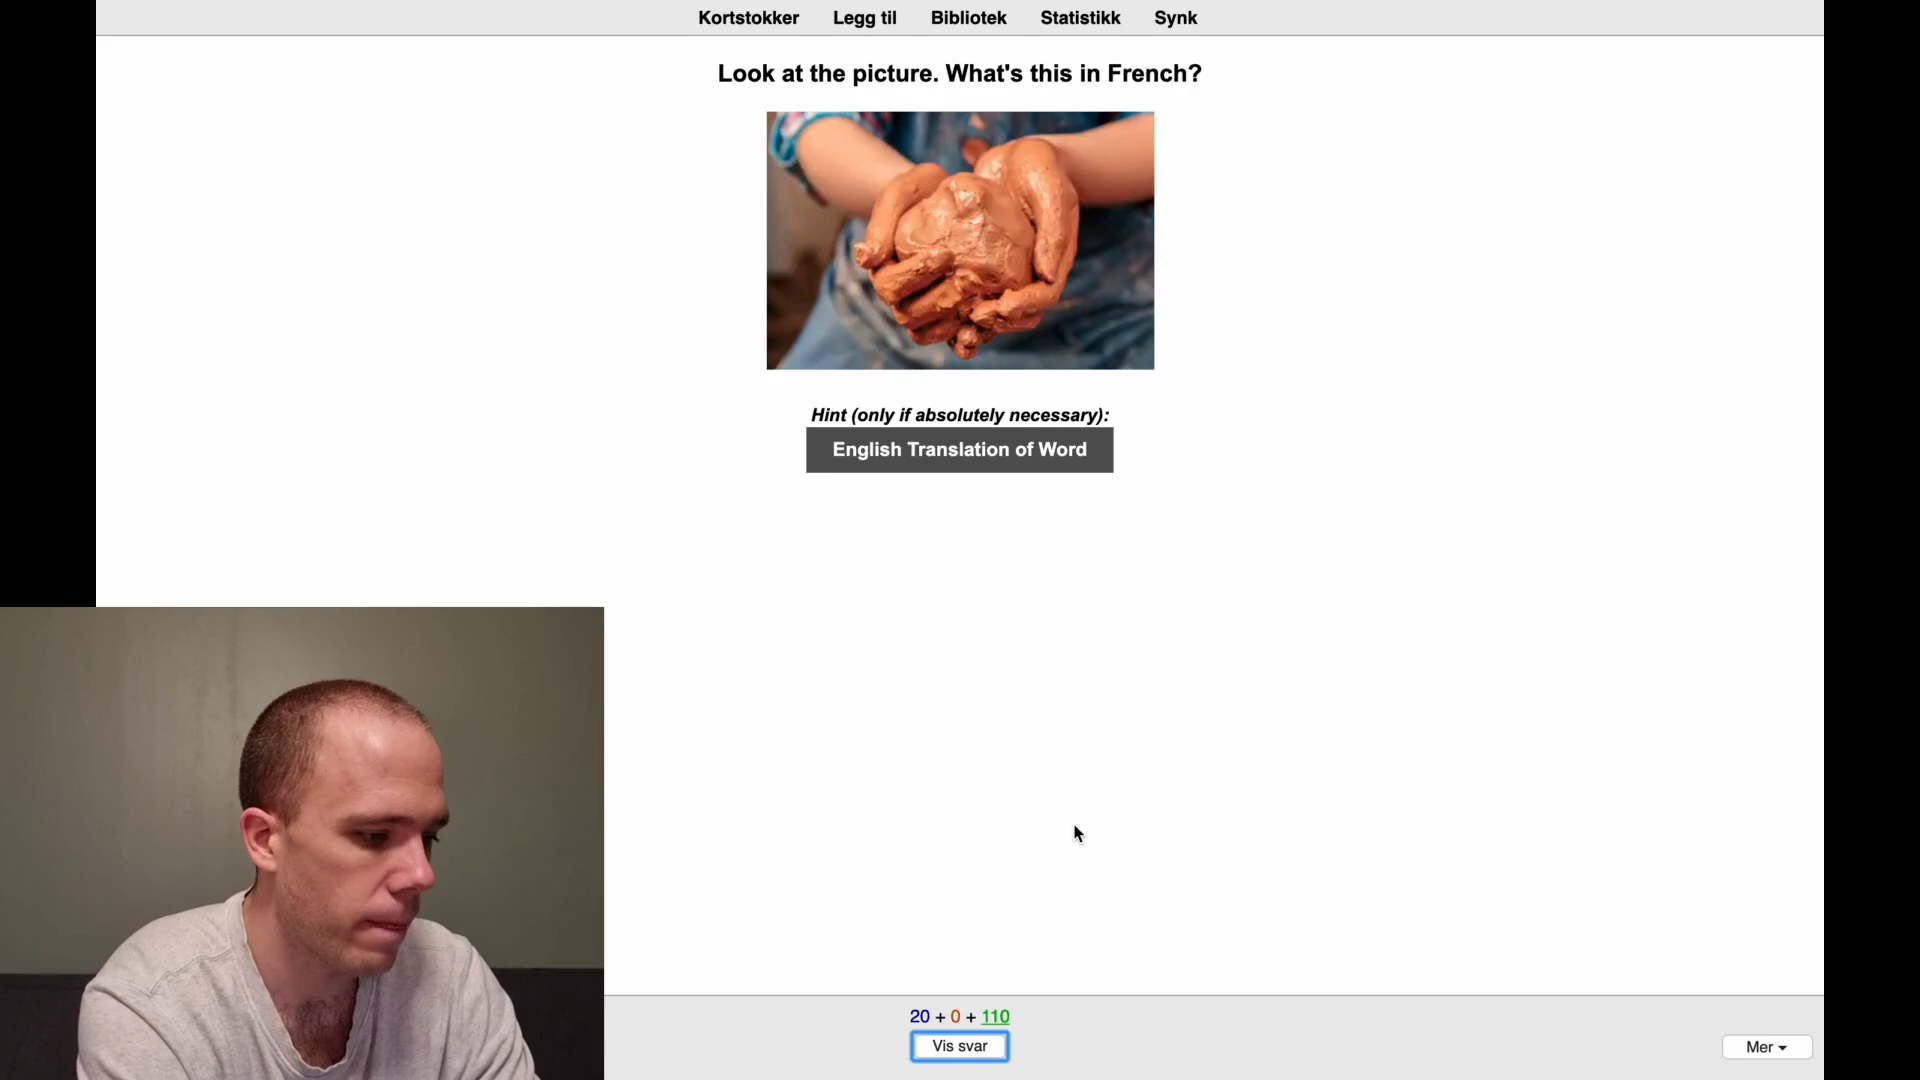 Kortstokker Legg til Bibliotek Statistikk Synk
Look at the picture. What's this in French?
Hint (only if absolutely necessary):
English Translation of Word
20 + 0 + 110
Vis svar
Mer